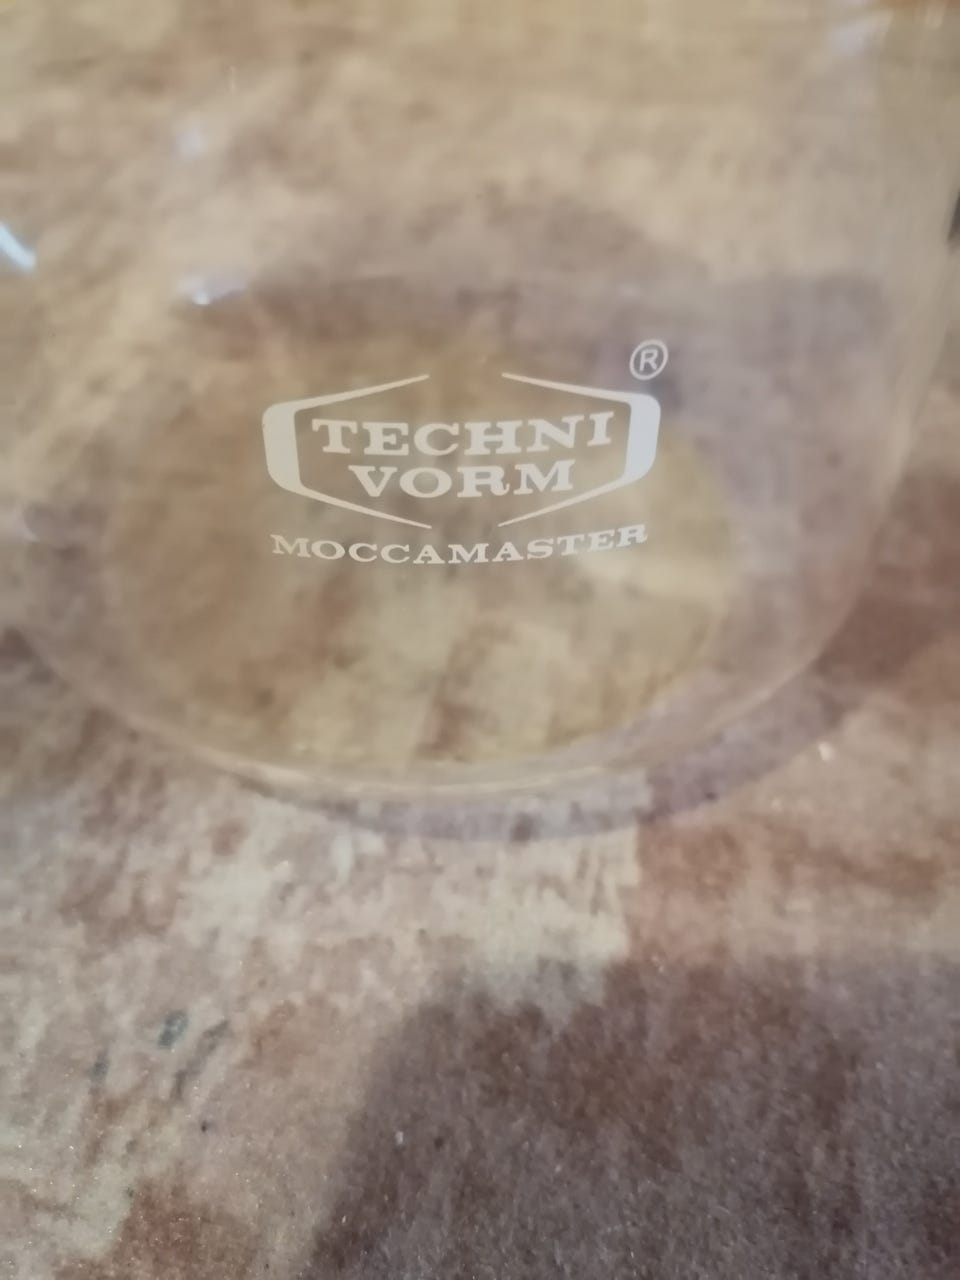 ®
TECHNI
VORM
MOCCAMASTER